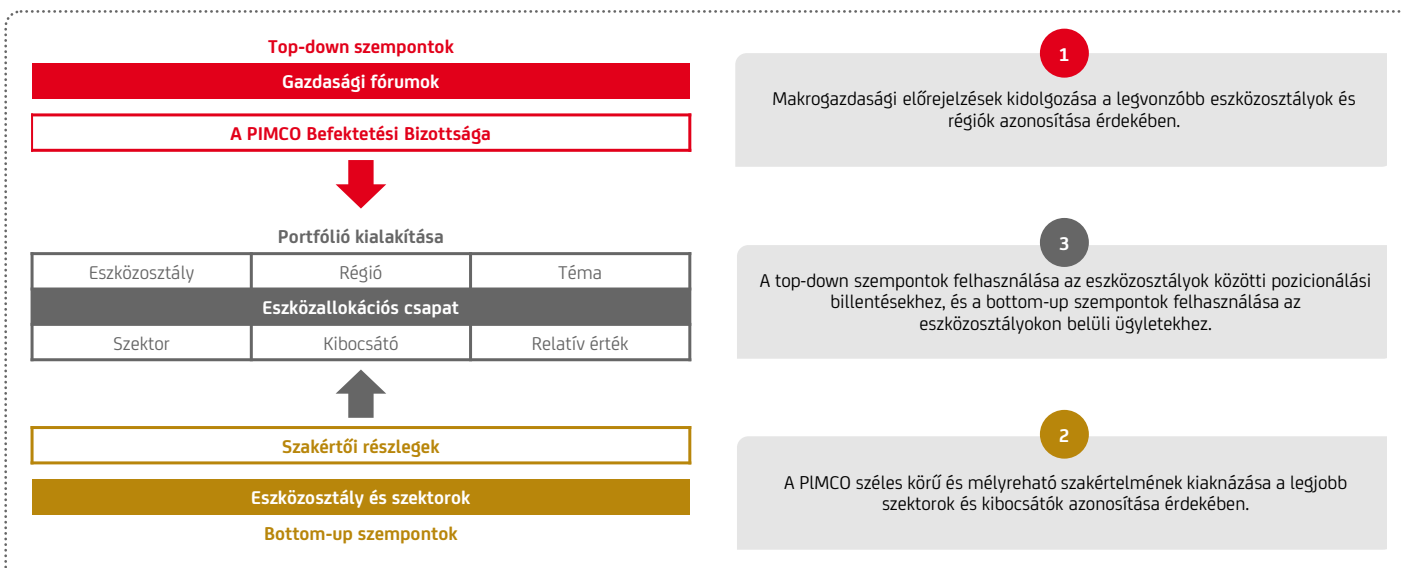 Top-down szempontok
Gazdasági fórumok
A PIMCO Befektetési Bizottsága
Portfólió kialakítása
Eszközosztály Régió Téma
Eszközallokációs csapat
Szektor Kibocsátó Relatív érték
Szakértői részlegek
Eszközosztály és szektorok
Bottom-up szempontok
1
Makrogazdasági előrejelzések kidolgozása a legvonzóbb eszközosztályok és
régiók azonosítása érdekében.
3
A top-down szempontok felhasználása az eszközosztályok közötti pozicionálási
billentésekhez, és a bottom-up szempontok felhasználása az
eszközosztályokon belüli ügyletekhez.
2
A PIMCO széles körű és mélyreható szakértelmének kiaknázása a legjobb
szektorok és kibocsátók azonosítása érdekében.